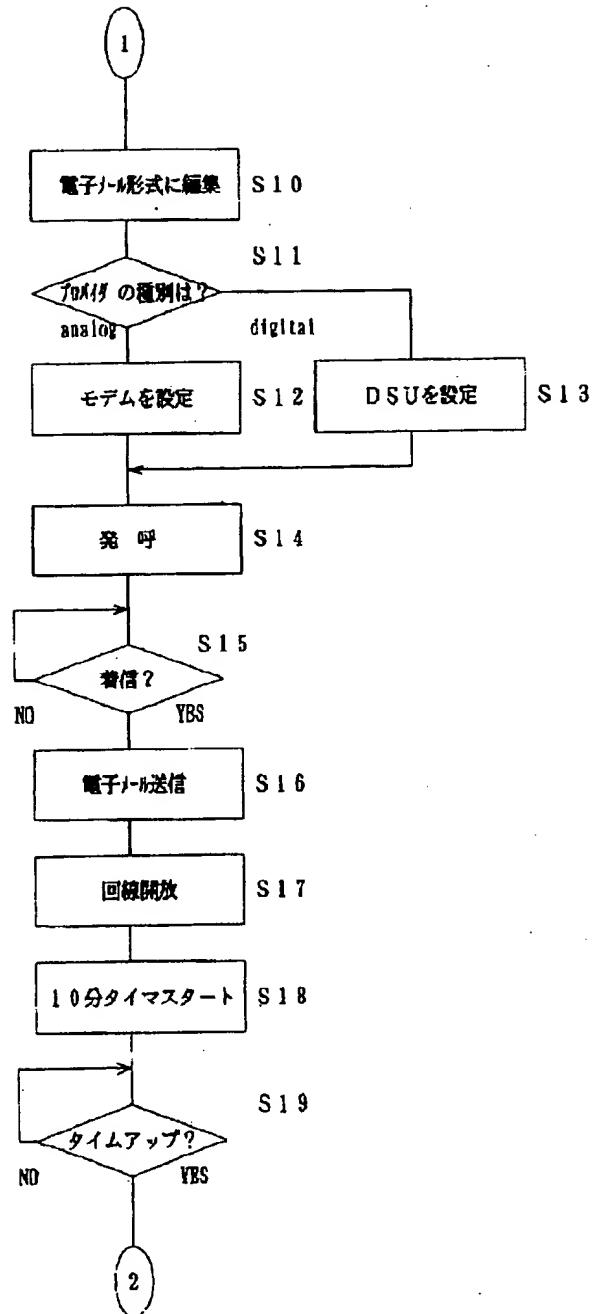 1
電子メール形式に編集 S10
S11
プロバイダの種別は?
analog digital
モデムを設定 S12 DSUを設定 S13
発呼 S14
S15
着信?
NO YES
電子メール送信 S16
回線開放 S17
10分タイマスタート S18
S19
タイムアップ?
NO YES
2